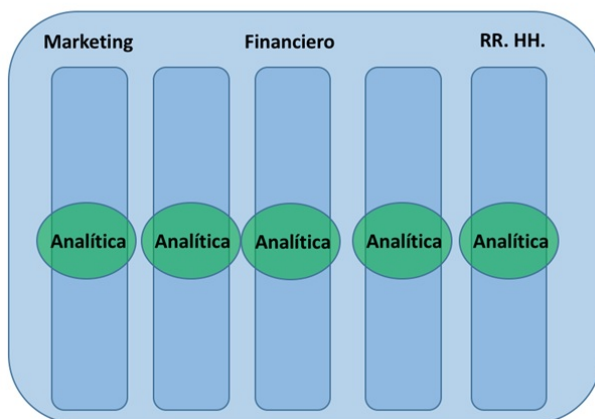 Marketing
Financiero
RR. HH.
Analítica
Analítica
Analítica
Analítica
Analítica